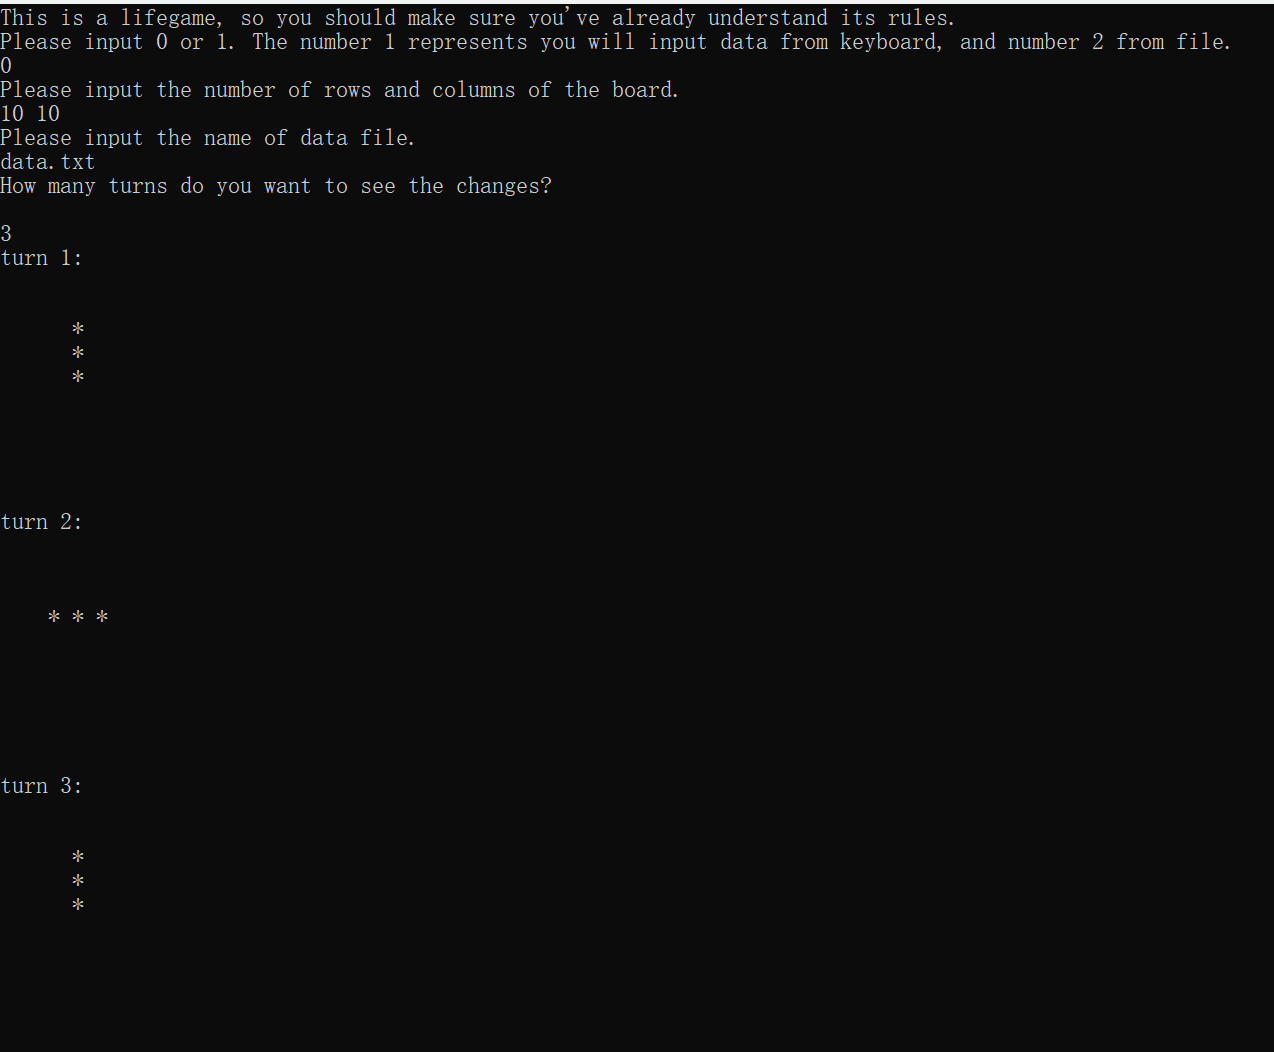 This is a lifegame, so you should make sure you've already understand its rules.
Please input 0 or 1. The number 1 represents you will input data from keyboard, and number 2 from file.
0
Please input the number of rows and columns of the board.
10 10
Please input the name of data file.
data.txt
How many turns do you want to see the changes?
3
turn 1:
*
*
*
turn 2:
* * *
turn 3:
*
*
*